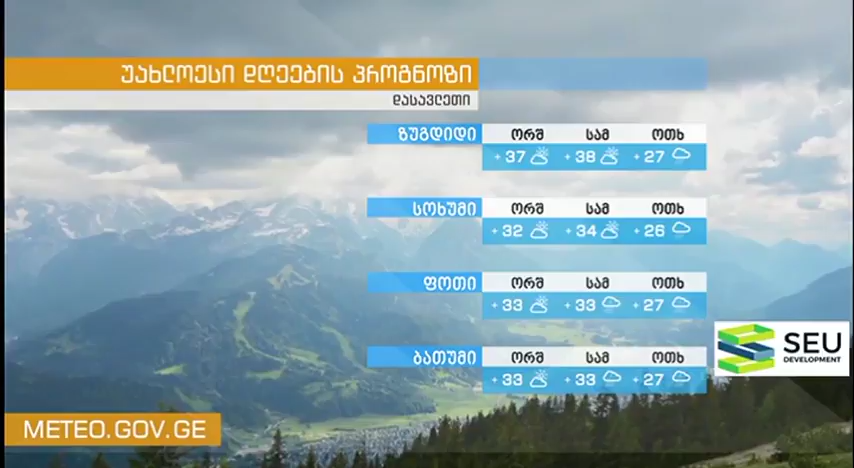 უახლოესი დღეების პროგნოზი
დასავლეთი
ზუგდიდი ორშ სამ ოთხ
+37 +38 +27
სოხუმი ორშ სამ ოთხ
+32 +34 +26
ფოთი ორშ სამ ოთხ
+33 +33 +27
ბათუმი ორშ სამ ოთხ
+33 +33 +27
SEU
DEVELOPMENT
METEO.GOV.GE